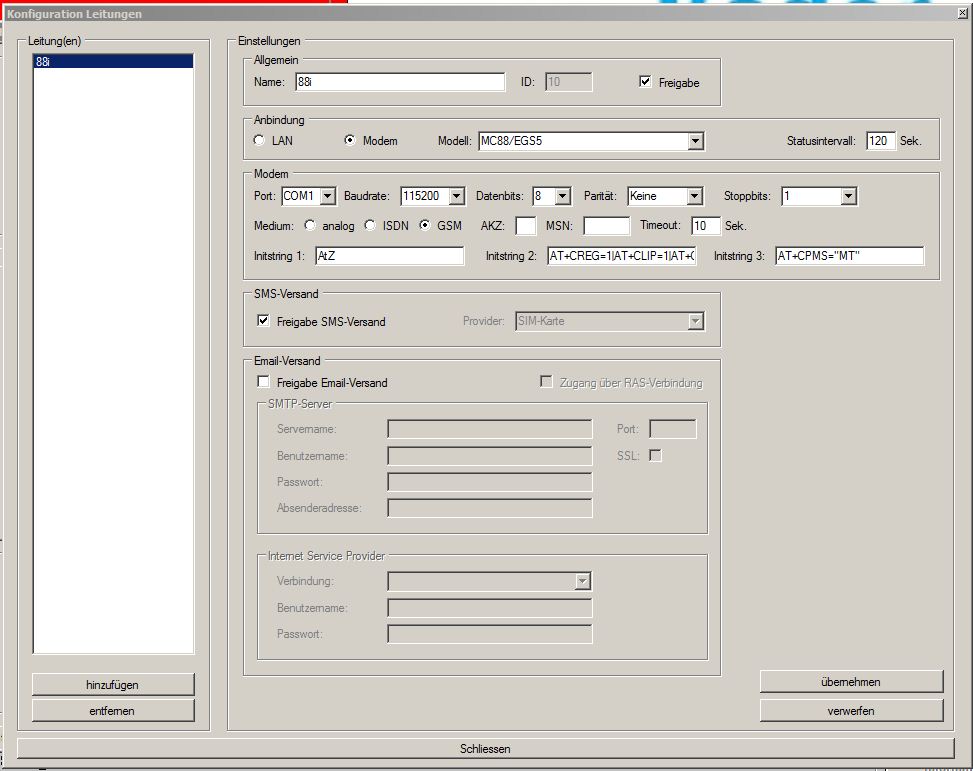 Konfiguration Leitungen
Leitung(en)
88i
hinzufügen
entfernen
Einstellungen
Allgemein
Name: 88i ID: 10 Freigabe
Anbindung
LAN Modem Modell: MC88/EGS5 Statusintervall: 120 Sek.
Modem
Port: COM1 Baudrate: 115200 Datenbits: 8 Parität: Keine Stoppbits: 1
Medium: analog ISDN GSM AKZ: MSN: Timeout: 10 Sek.
Initstring 1: AtZ Initstring 2: AT+CREG=1|AT+CLIP=1|AT+C Initstring 3: AT+CPMS="MT"
SMS-Versand
Freigabe SMS-Versand Provider: SIM-Karte
Email-Versand
Freigabe Email-Versand Zugang über RAS-Verbindung
SMTP-Server
Servername: Port:
Benutzername: SSL:
Passwort:
Absenderadresse:
Internet Service Provider
Verbindung:
Benutzername:
Passwort:
übernehmen
verwerfen
Schliessen